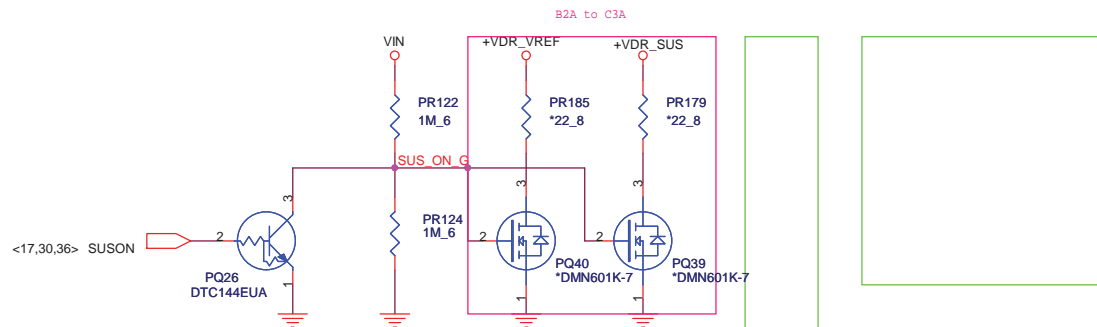 B2A to C3A
VIN
+VDR_VREF
+VDR_SUS
PR122
1M_6
PR185
*22_8
PR179
*22_8
SUS_ON_G
3
3
3
PR124
1M_6
<17,30,36> SUSON
2
2
2
PQ26
DTC144EUA
1
PQ40
*DMN601K-7
1
PQ39
*DMN601K-7
1